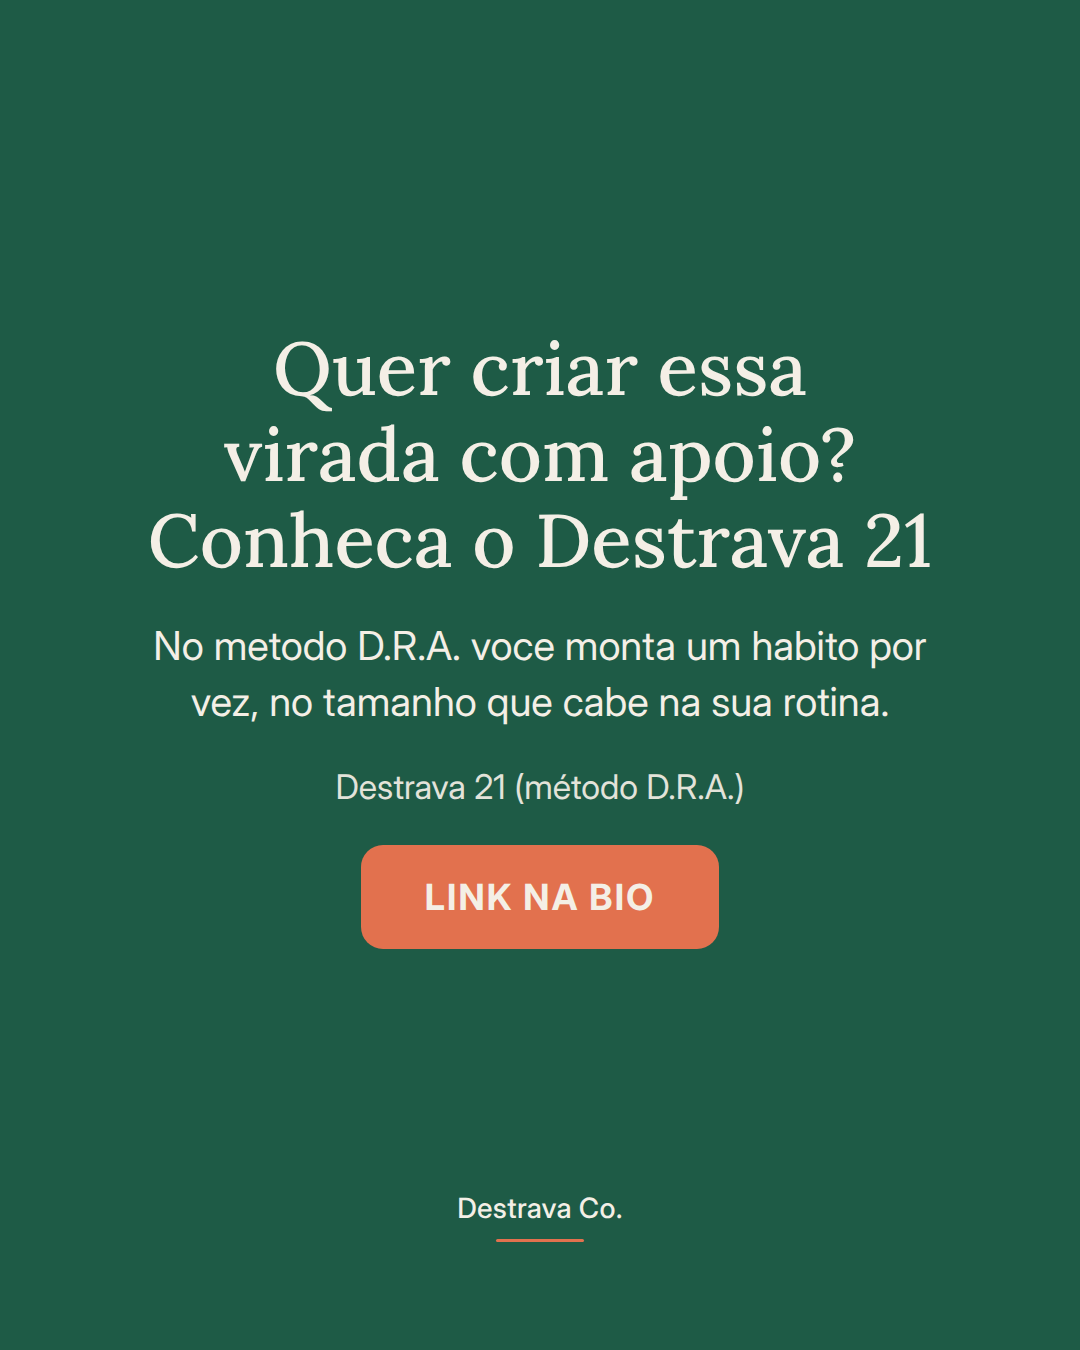 Quer criar essa
virada com apoio?
Conheca o Destrava 21
No metodo D.R.A. voce monta um habito por
vez, no tamanho que cabe na sua rotina.
Destrava 21 (método D.R.A.)
LINK NA BIO
Destrava Co.